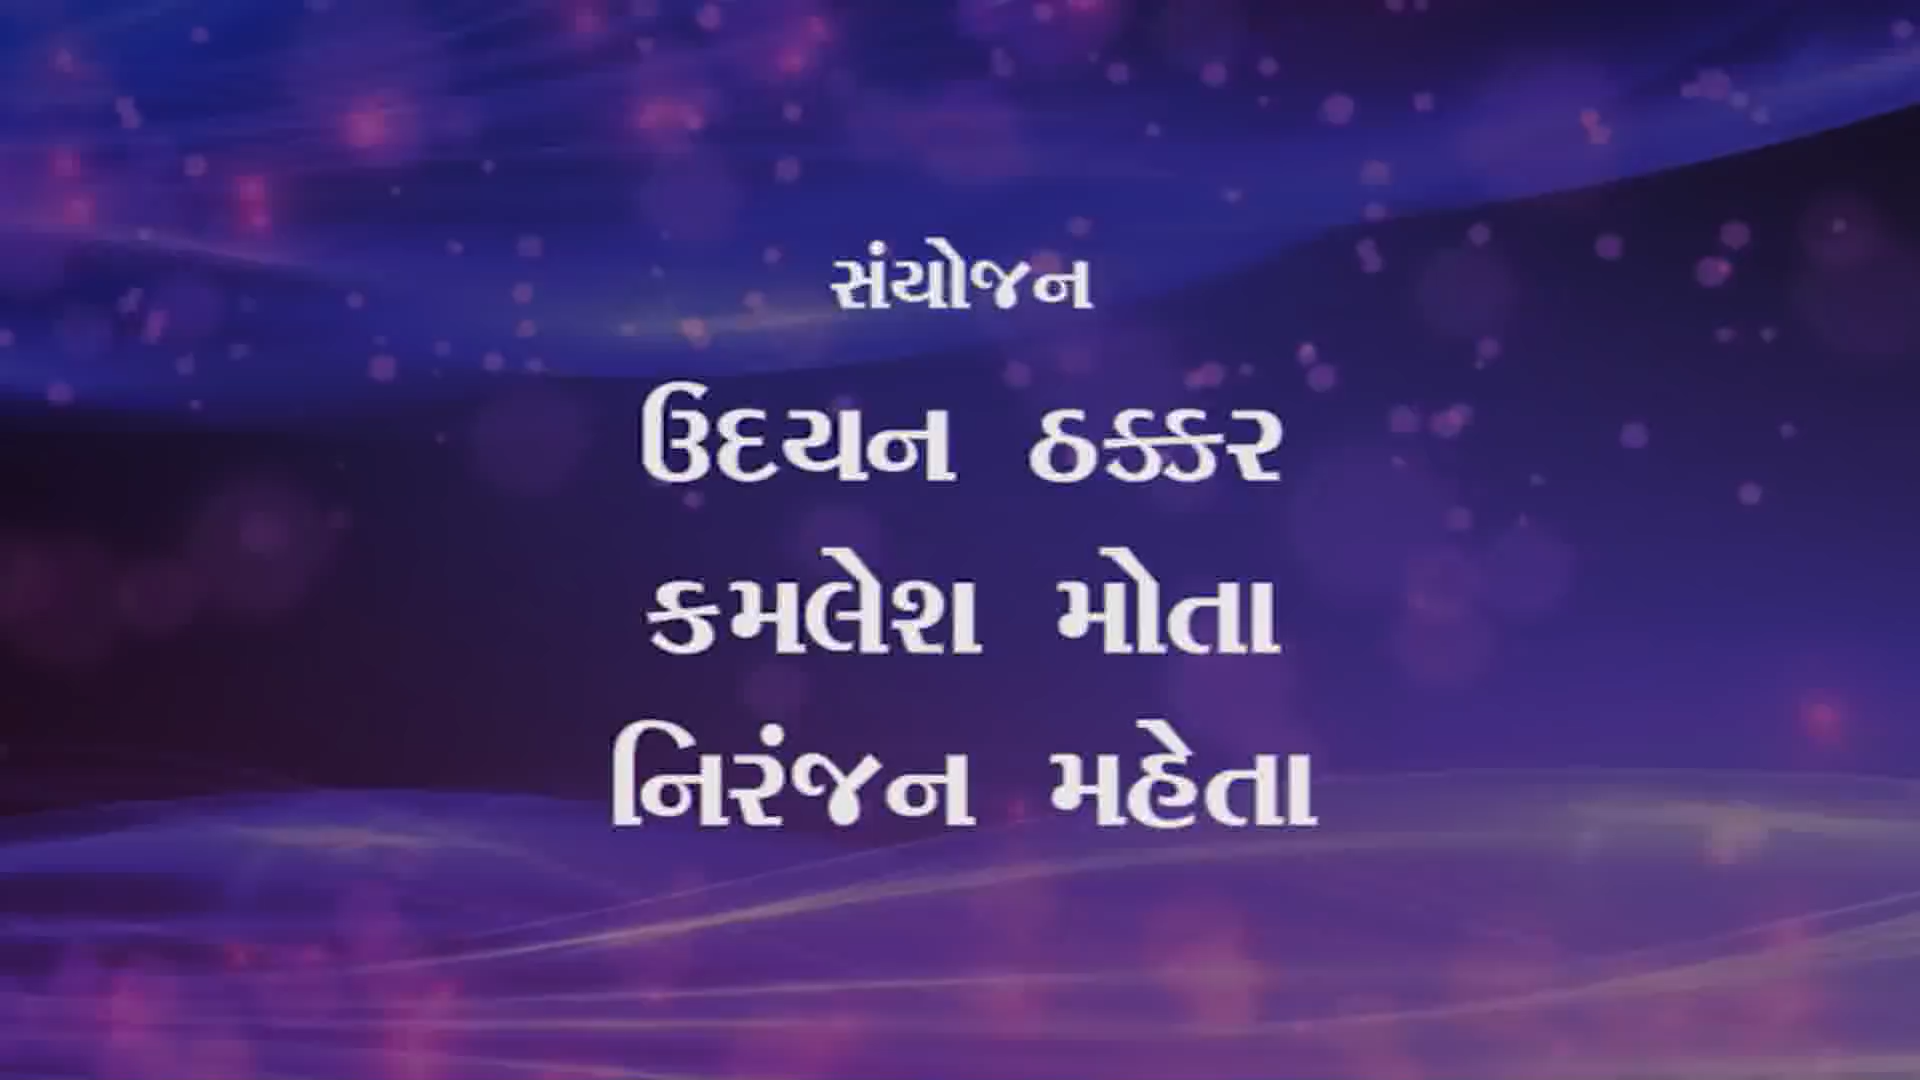 સંયોજન
ઉદયન ઠક્કર
કમલેશ મોતા
નિરંજન મહેતા